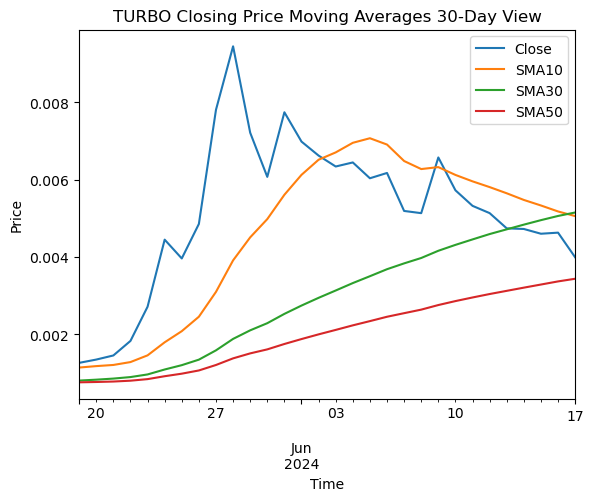 TURBO Closing Price Moving Averages 30-Day View
Close
SMA10
SMA30
SMA50
Price
0.008
0.006
0.004
0.002
20
27
03
10
17
Jun
2024
Time